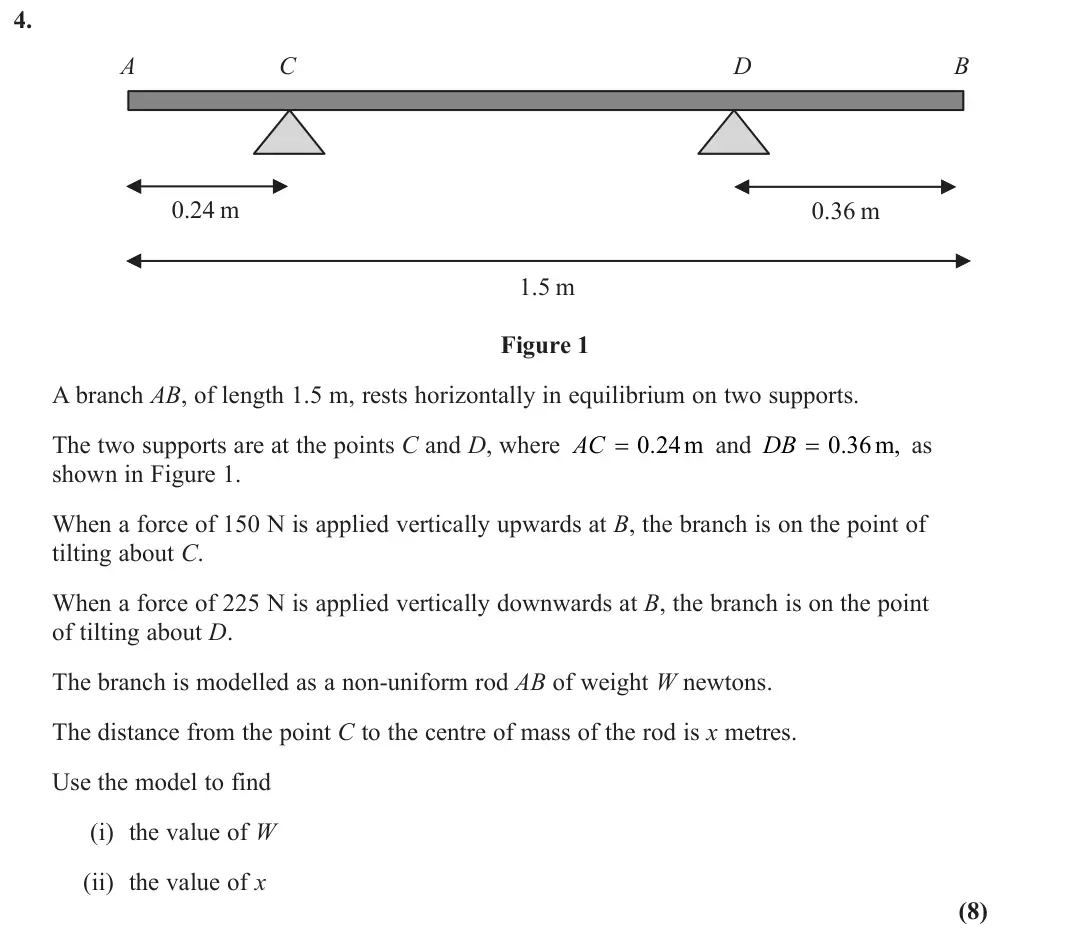 4.
A C D B
0.24 m 0.36 m
1.5 m
Figure 1
A branch AB, of length 1.5 m, rests horizontally in equilibrium on two supports.
The two supports are at the points C and D, where AC = 0.24 m and DB = 0.36 m, as
shown in Figure 1.
When a force of 150 N is applied vertically upwards at B, the branch is on the point of
tilting about C.
When a force of 225 N is applied vertically downwards at B, the branch is on the point
of tilting about D.
The branch is modelled as a non-uniform rod AB of weight W newtons.
The distance from the point C to the centre of mass of the rod is x metres.
Use the model to find
(i) the value of W
(ii) the value of x
(8)